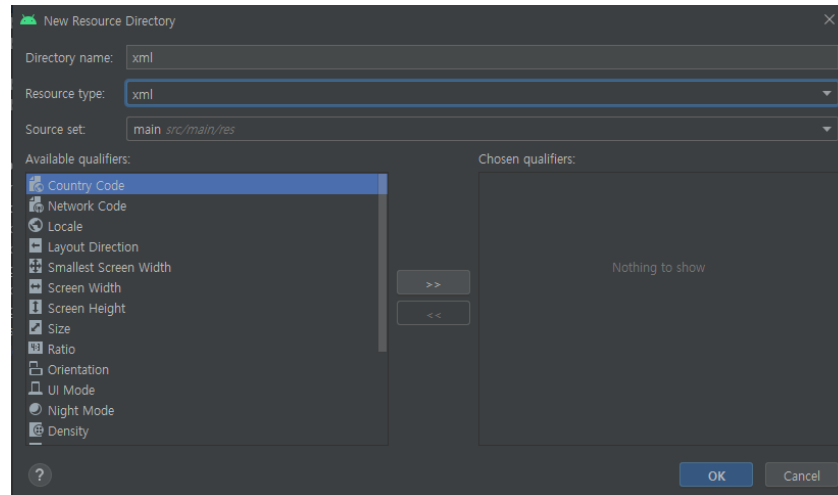 New Resource Directory
Directory name: xml
Resource type: xml
Source set: main src/main/res
Available qualifiers:
Chosen qualifiers:
Country Code
Network Code
Locale
Layout Direction
Smallest Screen Width
Screen Width
Screen Height
Size
Ratio
Orientation
UI Mode
Night Mode
Density
>>
<<
Nothing to show
?
OK
Cancel